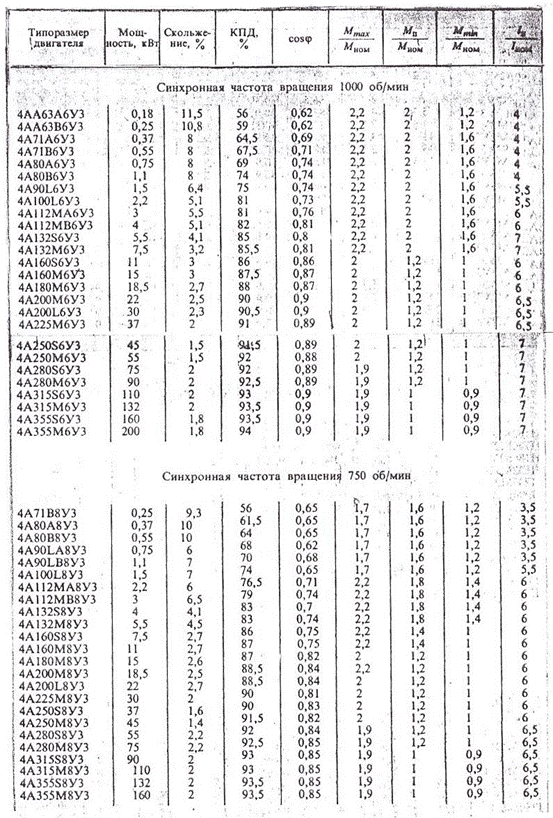 Типоразмер двигателя Мощность, кВт Скольжение, % КПД, % cosφ Mmax/Mном Mп/Mном Mmin/Mном Iп/Iном
Синхронная частота вращения 1000 об/мин
4АА63А6У3 0,18 11,5 56 0,62 2,2 2 1,2 4
4АА63В6У3 0,25 10,8 59 0,62 2,2 2 1,2 4
4А71А6У3 0,37 8 64,5 0,69 2,2 2 1,6 4
4А71В6У3 0,55 8 67,5 0,71 2,2 2 1,6 4
4А80А6У3 0,75 8 69 0,74 2,2 2 1,6 4
4А80В6У3 1,1 8 74 0,74 2,2 2 1,6 4
4А90L6У3 1,5 6,4 75 0,74 2,2 2 1,6 5,5
4А100L6У3 2,2 5,1 81 0,73 2,2 2 1,6 5,5
4А112МА6У3 3 5,5 81 0,76 2,2 2 1,6 6
4А112МВ6У3 4 5,1 82 0,81 2,2 2 1,6 6
4А132S6У3 5,5 4,1 85 0,8 2,2 2 1,6 7
4А132М6У3 7,5 3,2 85,5 0,81 2,2 2 1,6 7
4А160S6У3 11 3 86 0,86 2 1,2 1 6
4А160М6У3 15 3 87,5 0,87 2 1,2 1 6
4А180М6У3 18,5 2,7 88 0,87 2 1,2 1 6
4А200М6У3 22 2,5 90 0,9 2 1,2 1 6,5
4А200L6У3 30 2,3 90,5 0,9 2 1,2 1 6,5
4А225М6У3 37 2 91 0,89 2 1,2 1 6,5
4А250S6У3 45 1,5 91,5 0,89 2 1,2 1 7
4А250М6У3 55 1,5 92 0,88 2 1,2 1 7
4А280S6У3 75 2 92 0,89 1,9 1,2 1 7
4А280М6У3 90 2 92,5 0,89 1,9 1,2 1 7
4А315S6У3 110 2 93 0,9 1,9 1 0,9 7
4А315М6У3 132 2 93,5 0,9 1,9 1 0,9 7
4А355S6У3 160 1,8 93,5 0,9 1,9 1 0,9 7
4А355М6У3 200 1,8 94 0,9 1,9 1 0,9 7
Синхронная частота вращения 750 об/мин
4А71В8У3 0,25 9,3 56 0,65 1,7 1,6 1,2 3,5
4А80А8У3 0,37 10 61,5 0,65 1,7 1,6 1,2 3,5
4А80В8У3 0,55 10 64 0,65 1,7 1,6 1,2 3,5
4А90LА8У3 0,75 6 68 0,62 1,7 1,6 1,2 3,5
4А90LВ8У3 1,1 7 70 0,68 1,7 1,6 1,2 3,5
4А100L8У3 1,5 7 74 0,65 1,7 1,6 1,2 5,5
4А112МА8У3 2,2 6 76,5 0,71 2,2 1,8 1,4 6
4А112МВ8У3 3 6,5 79 0,74 2,2 1,8 1,4 6
4А132S8У3 4 4,1 83 0,7 2,2 1,8 1,4 6
4А132М8У3 5,5 4,5 83 0,74 2,2 1,8 1,4 6
4А160S8У3 7,5 2,7 86 0,75 2,2 1,4 1 6
4А160М8У3 11 2,7 87 0,75 2,2 1,4 1 6
4А180М8У3 15 2,6 87 0,82 2 1,2 1 6
4А200М8У3 18,5 2,5 88,5 0,84 2,2 1,2 1 6
4А200L8У3 22 2,7 88,5 0,84 2 1,2 1 6
4А225М8У3 30 2 90 0,81 2 1,2 1 6
4А250S8У3 37 1,6 90 0,83 2 1,2 1 6
4А250М8У3 45 1,4 91,5 0,82 2 1,2 1 6
4А280S8У3 55 2,2 92 0,84 1,9 1,2 1 6,5
4А280М8У3 75 2,2 92,5 0,85 1,9 1,2 1 6,5
4А315S8У3 90 2 93 0,85 1,9 1 0,9 6,5
4А315М8У3 110 2 93 0,85 1,9 1 0,9 6,5
4А355S8У3 132 2 93,5 0,85 1,9 1 0,9 6,5
4А355М8У3 160 2 93,5 0,85 1,9 1 0,9 6,5